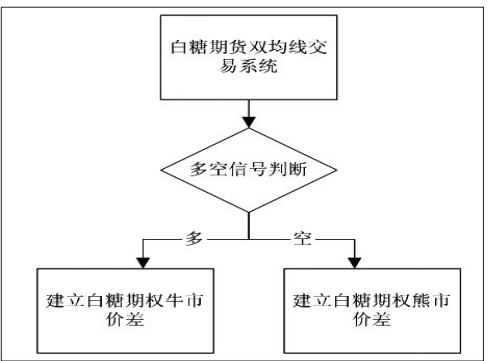 白糖期货双均线交
易系统
多空信号判断
多
空
建立白糖期权牛市
价差
建立白糖期权熊市
价差